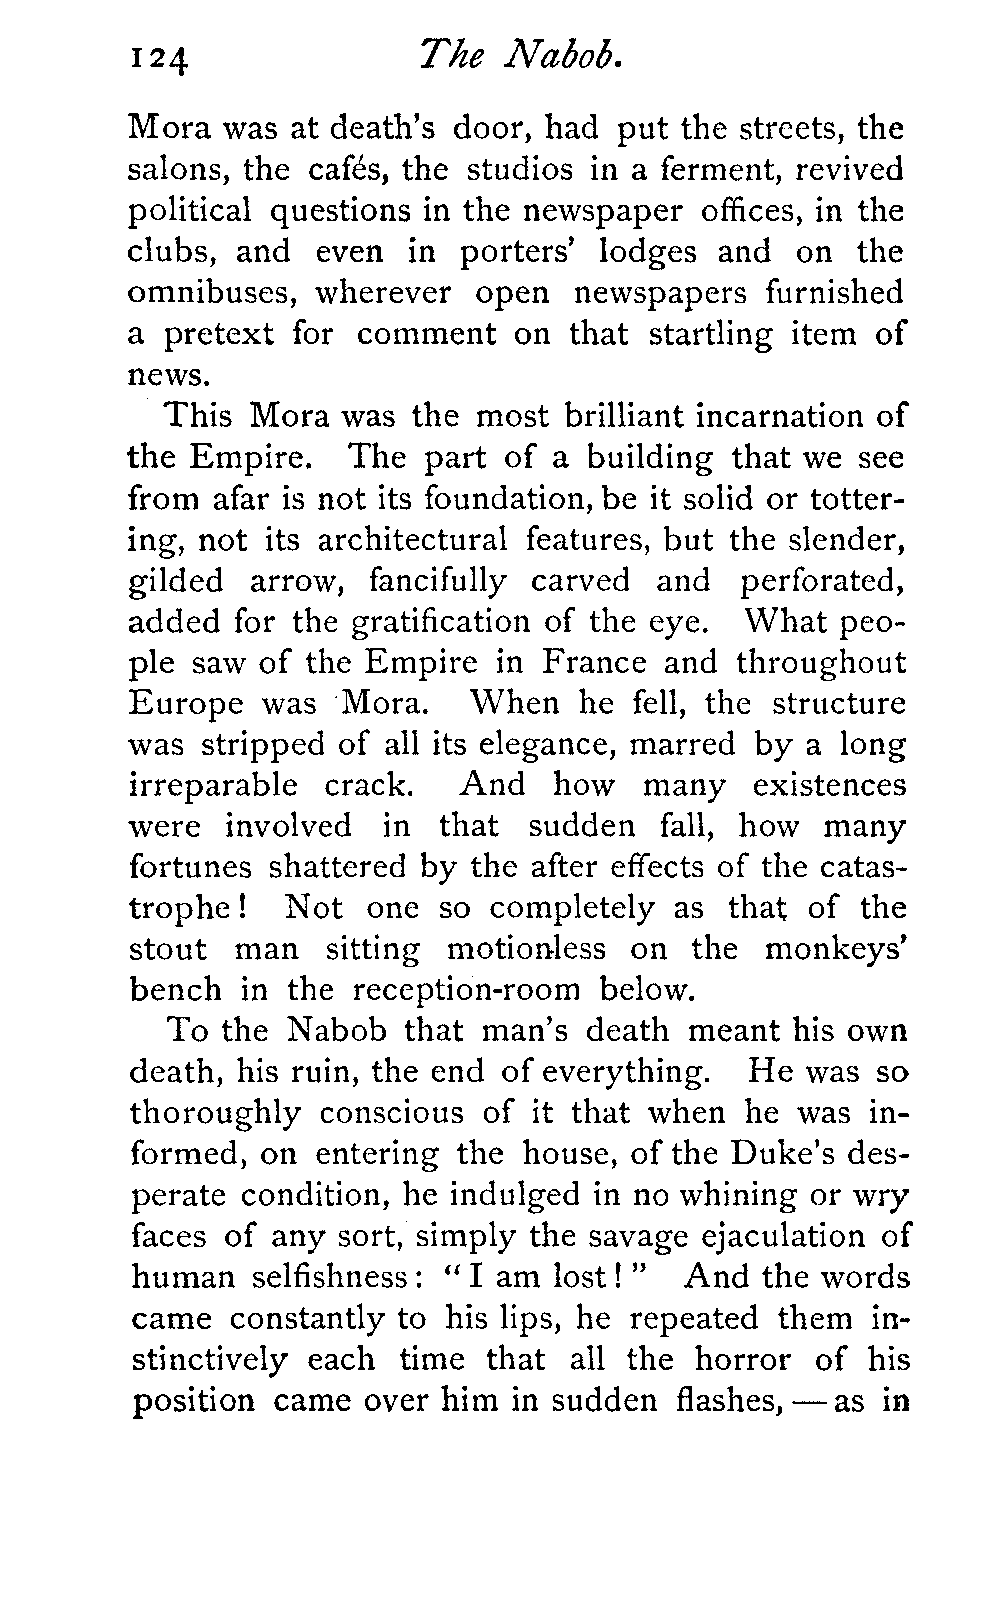 124 The Nabob.
Mora was at death's door, had put the streets, the
salons, the cafés, the studios in a ferment, revived
political questions in the newspaper offices, in the
clubs, and even in porters' lodges and on the
omnibuses, wherever open newspapers furnished
a pretext for comment on that startling item of
news.
This Mora was the most brilliant incarnation of
the Empire. The part of a building that we see
from afar is not its foundation, be it solid or totter-
ing, not its architectural features, but the slender,
gilded arrow, fancifully carved and perforated,
added for the gratification of the eye. What peo-
ple saw of the Empire in France and throughout
Europe was Mora. When he fell, the structure
was stripped of all its elegance, marred by a long
irreparable crack. And how many existences
were involved in that sudden fall, how many
fortunes shattered by the after effects of the catas-
trophe! Not one so completely as that of the
stout man sitting motionless on the monkeys'
bench in the reception-room below.
To the Nabob that man's death meant his own
death, his ruin, the end of everything. He was so
thoroughly conscious of it that when he was in-
formed, on entering the house, of the Duke's des-
perate condition, he indulged in no whining or wry
faces of any sort, simply the savage ejaculation of
human selfishness: "I am lost!" And the words
came constantly to his lips, he repeated them in-
stinctively each time that all the horror of his
position came over him in sudden flashes, — as in